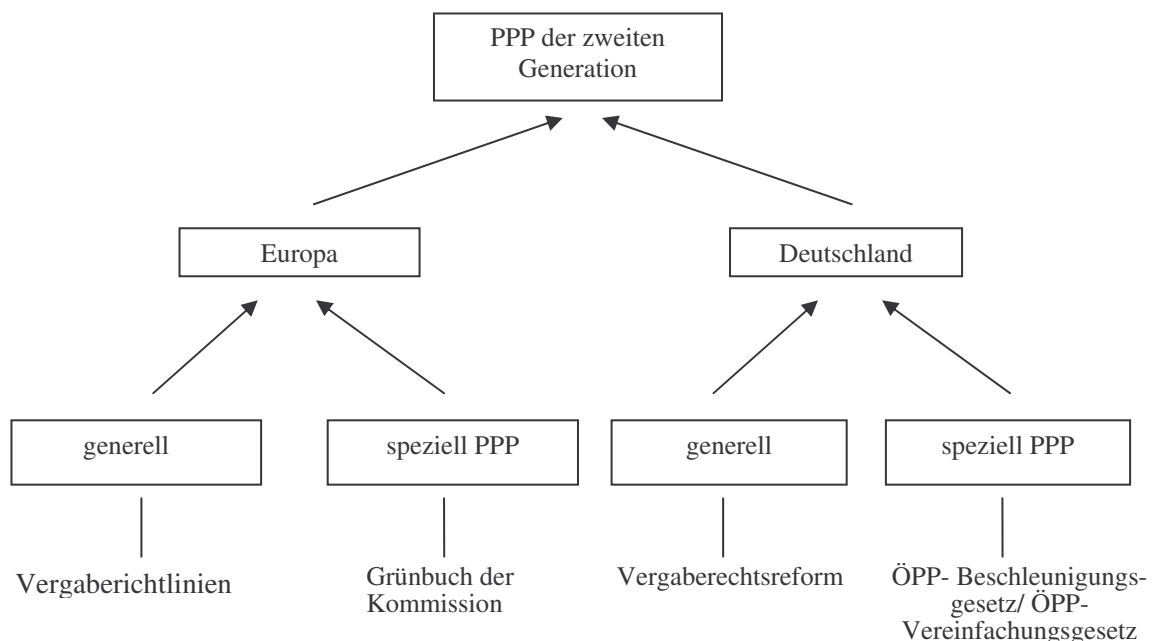 PPP der zweiten
Generation
Europa
Deutschland
generell
speziell PPP
generell
speziell PPP
Vergaberichtlinien
Grünbuch der
Kommission
Vergaberechtsreform
ÖPP- Beschleunigungs-
gesetz/ ÖPP-
Vereinfachungsgesetz